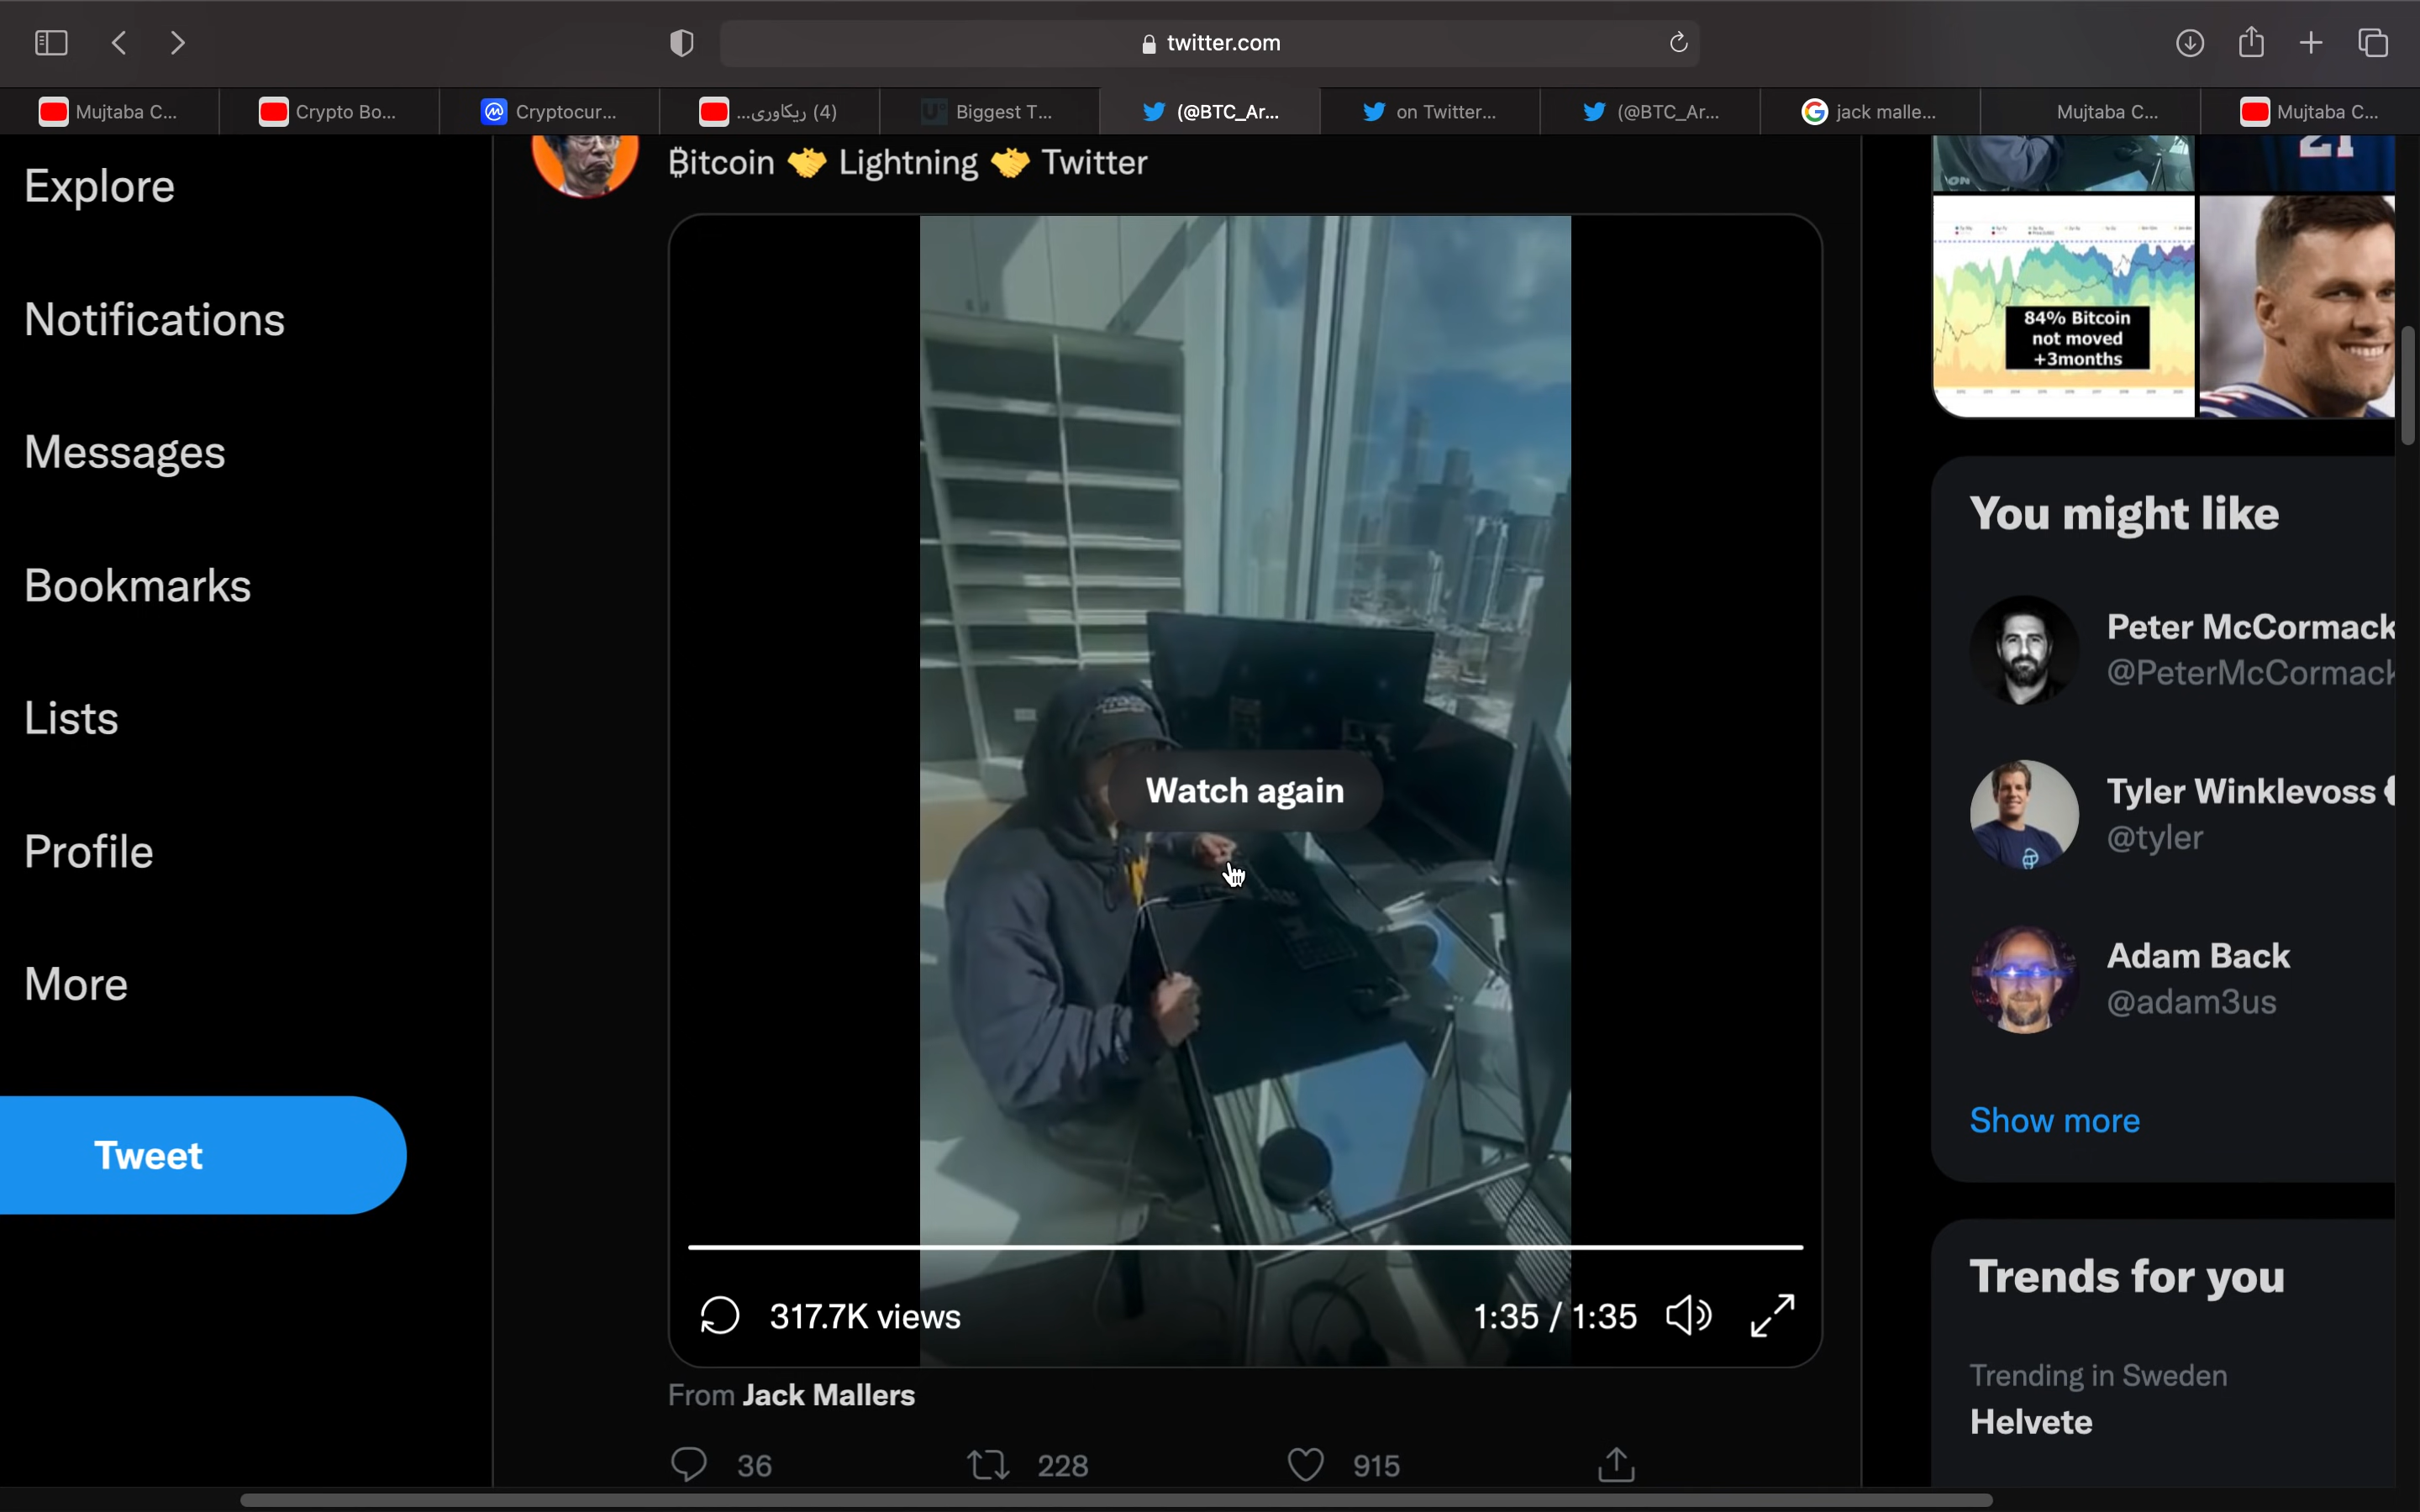 twitter.com
Mujtaba C...
Crypto Bo...
Cryptocur...
(4) ریکاوری...
Biggest T...
(@BTC_Ar...
on Twitter...
(@BTC_Ar...
jack malle...
Mujtaba C...
Mujtaba C...
Explore
Notifications
Messages
Bookmarks
Lists
Profile
More
Tweet
₿itcoin 🤝 Lightning 🤝 Twitter
Watch again
317.7K views
1:35 / 1:35
From Jack Mallers
36
228
915
21
84% Bitcoin
not moved
+3months
You might like
Peter McCormack
@PeterMcCormack
Tyler Winklevoss
@tyler
Adam Back
@adam3us
Show more
Trends for you
Trending in Sweden
Helvete